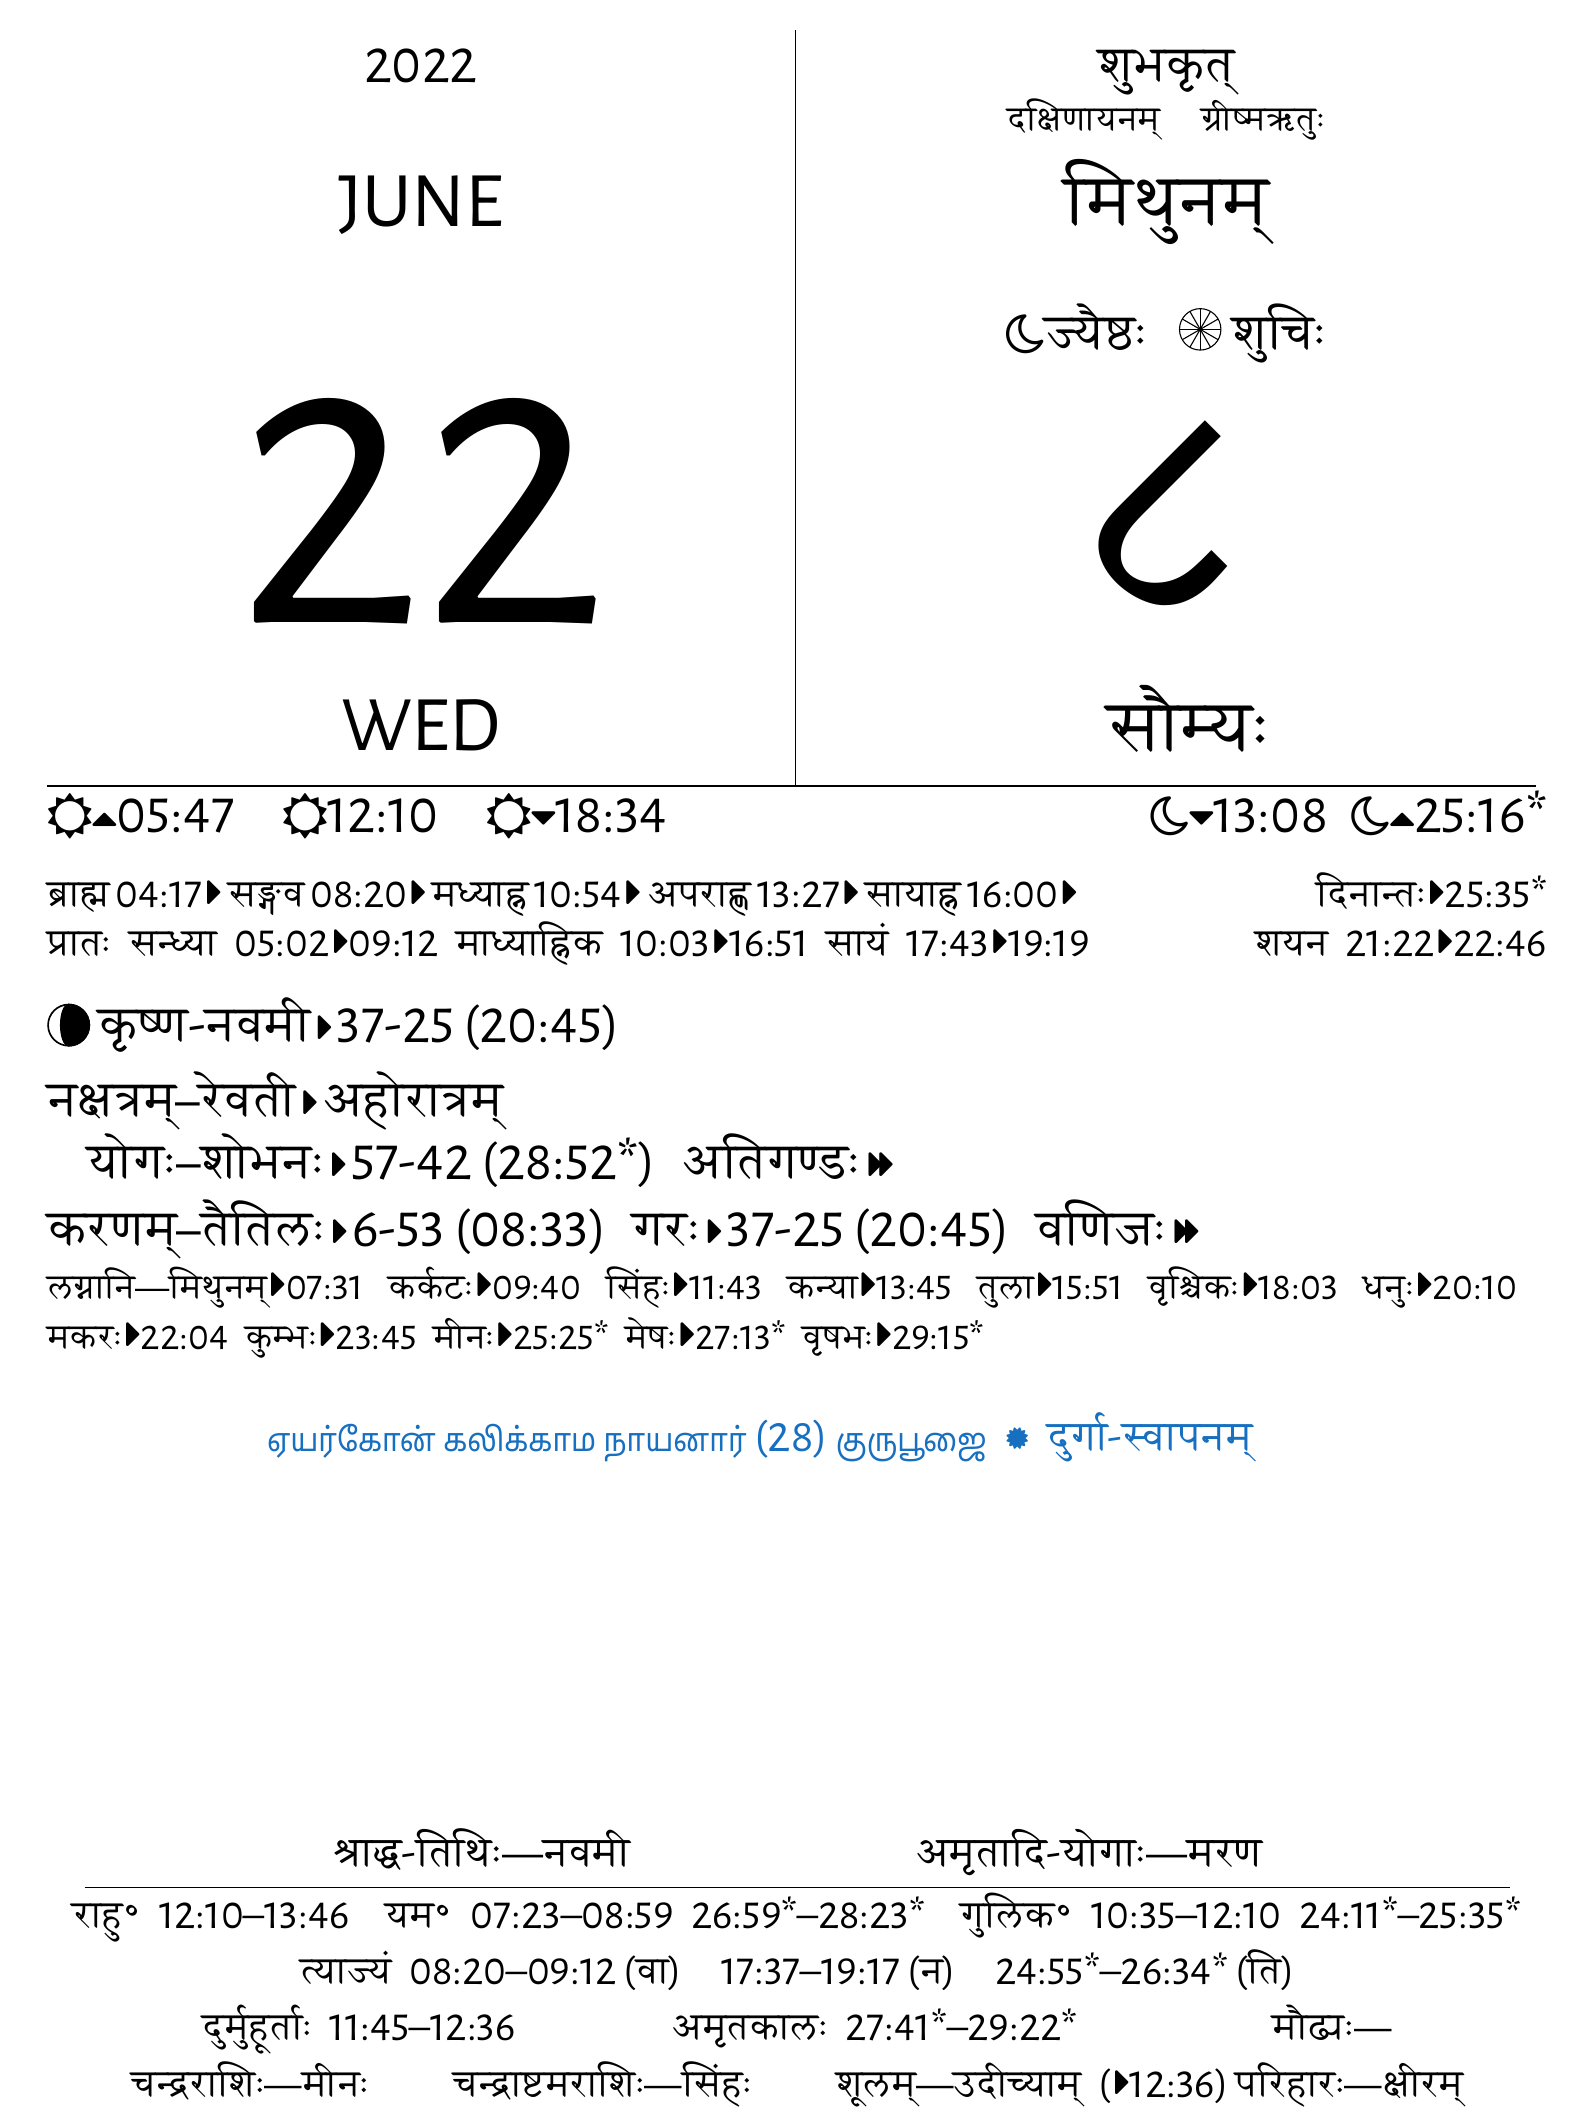 2022
JUNE
22
WED
शुभकृत्
दक्षिणायनम् ग्रीष्मऋतुः
मिथुनम्
ज्यैष्ठः शुचिः
८
सौम्यः
05:47 12:10 18:34 13:08 25:16*
ब्राह्म 04:17 सङ्गव 08:20 मध्याह्न 10:54 अपराह्ण 13:27 सायाह्न 16:00 दिनान्तः 25:35*
प्रातः सन्ध्या 05:02 09:12 माध्याह्निक 10:03 16:51 सायं 17:43 19:19 शयन 21:22 22:46
कृष्ण-नवमी 37-25 (20:45)
नक्षत्रम्–रेवती अहोरात्रम्
योगः–शोभनः 57-42 (28:52*) अतिगण्डः
करणम्–तैतिलः 6-53 (08:33) गरः 37-25 (20:45) वणिजः
लग्नानि—मिथुनम् 07:31 कर्कटः 09:40 सिंहः 11:43 कन्या 13:45 तुला 15:51 वृश्चिकः 18:03 धनुः 20:10
मकरः 22:04 कुम्भः 23:45 मीनः 25:25* मेषः 27:13* वृषभः 29:15*
ஏயர்கோன் கலிக்காம நாயனார் (28) குருபூஜை ✹ दुर्गा-स्वापनम्
श्राद्ध-तिथिः—नवमी अमृतादि-योगाः—मरण
राहु॰ 12:10–13:46 यम॰ 07:23–08:59 26:59*–28:23* गुलिक॰ 10:35–12:10 24:11*–25:35*
त्याज्यं 08:20–09:12 (वा) 17:37–19:17 (न) 24:55*–26:34* (ति)
दुर्मुहूर्ताः 11:45–12:36 अमृतकालः 27:41*–29:22* मौढ्यः—
चन्द्रराशिः—मीनः चन्द्राष्टमराशिः—सिंहः शूलम्—उदीच्याम् (12:36) परिहारः—क्षीरम्